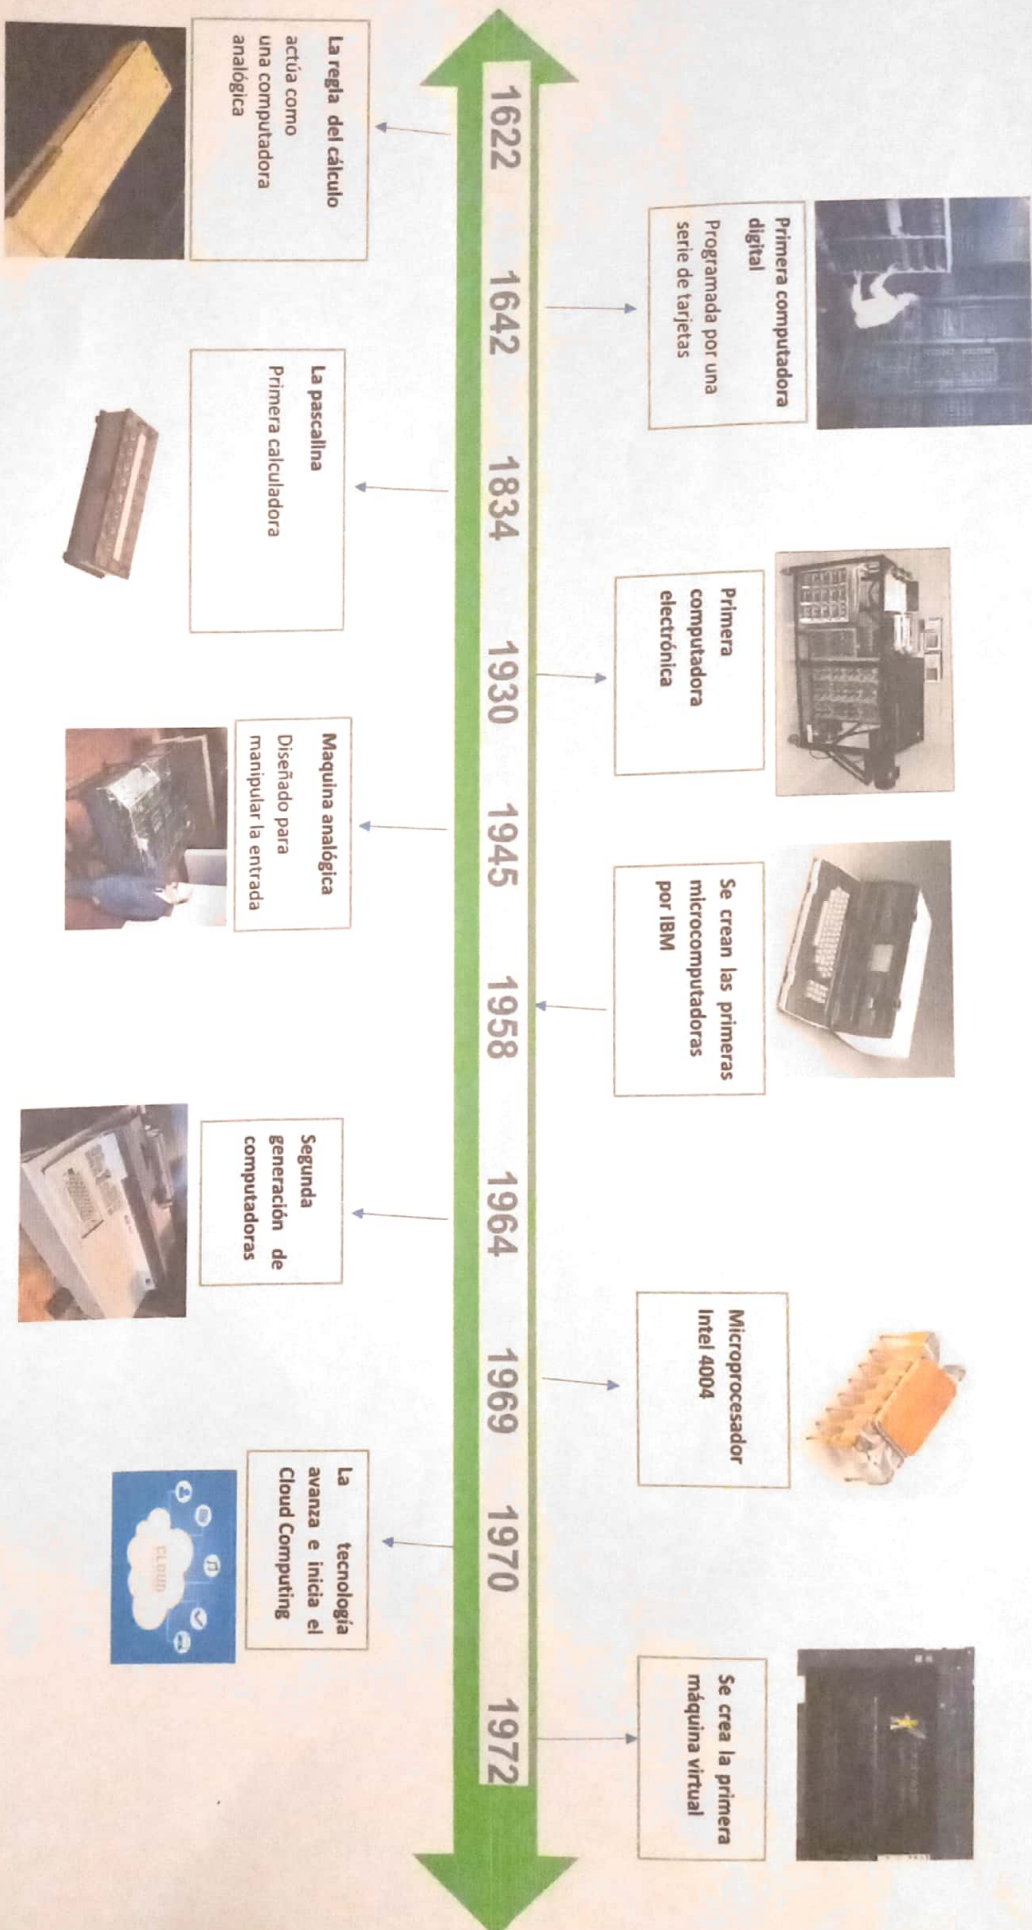 Primera computadora
digital
Programada por una
serie de tarjetas
Primera
computadora
electrónica
Se crean las primeras
microcomputadoras
por IBM
Microprocesador
Intel 4004
Se crea la primera
máquina virtual
1622 1642 1834 1930 1945 1958 1964 1969 1970 1972
La regla del cálculo
actúa como
una computadora
analógica
La pascalina
Primera calculadora
Maquina analógica
Diseñado para
manipular la entrada
Segunda
generación de
computadoras
La tecnología
avanza e inicia el
Cloud Computing
CLOUD